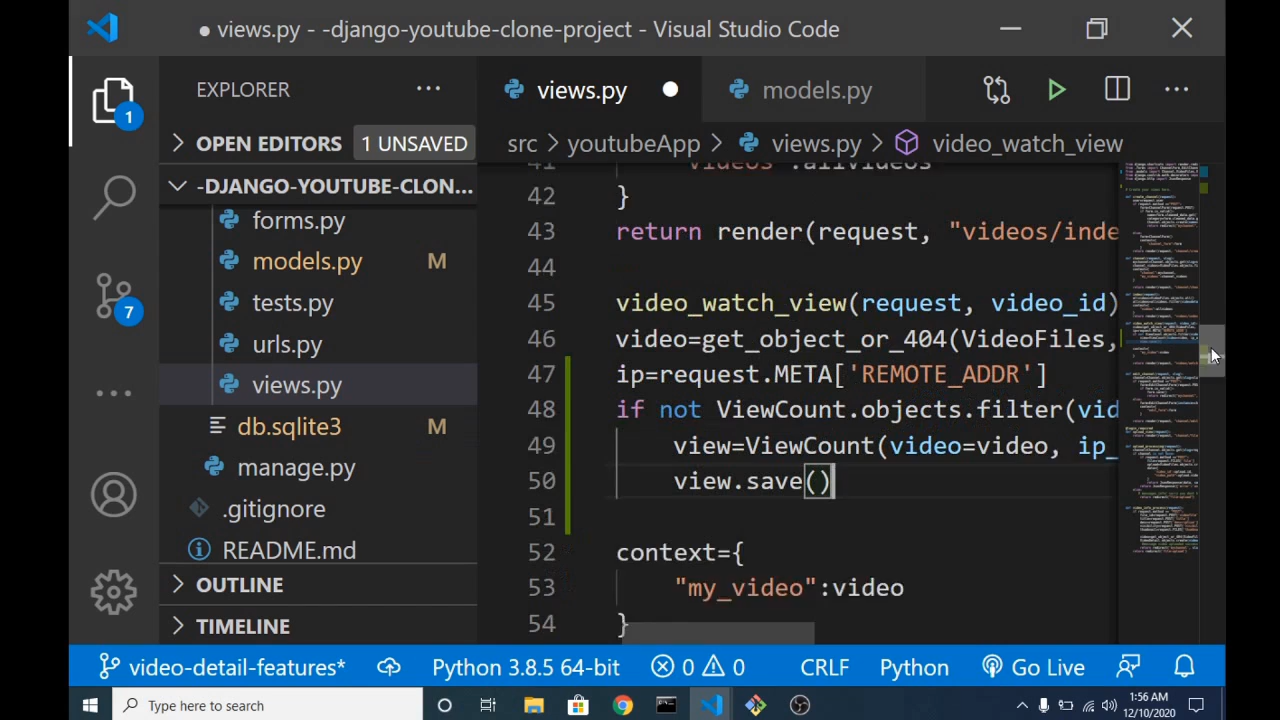 ● views.py - -django-youtube-clone-project - Visual Studio Code
EXPLORER
views.py
models.py
1
OPEN EDITORS
1 UNSAVED
src > youtubeApp > views.py > video_watch_view
-DJANGO-YOUTUBE-CLON...
forms.py
models.py M
tests.py
urls.py
views.py
db.sqlite3 M
manage.py
.gitignore
README.md
OUTLINE
TIMELINE
7
41 "videos":allvideos
42 }
43 return render(request, "videos/inde
44
45 video_watch_view(request, video_id)
46 video=get_object_or_404(VideoFiles,
47 ip=request.META['REMOTE_ADDR']
48 if not ViewCount.objects.filter(vid
49 view=ViewCount(video=video, ip_
50 view.save()
51
52 context={
53 "my_video":video
54 }
video-detail-features*
Python 3.8.5 64-bit
0
0
CRLF
Python
Go Live
Type here to search
1:56 AM
12/10/2020